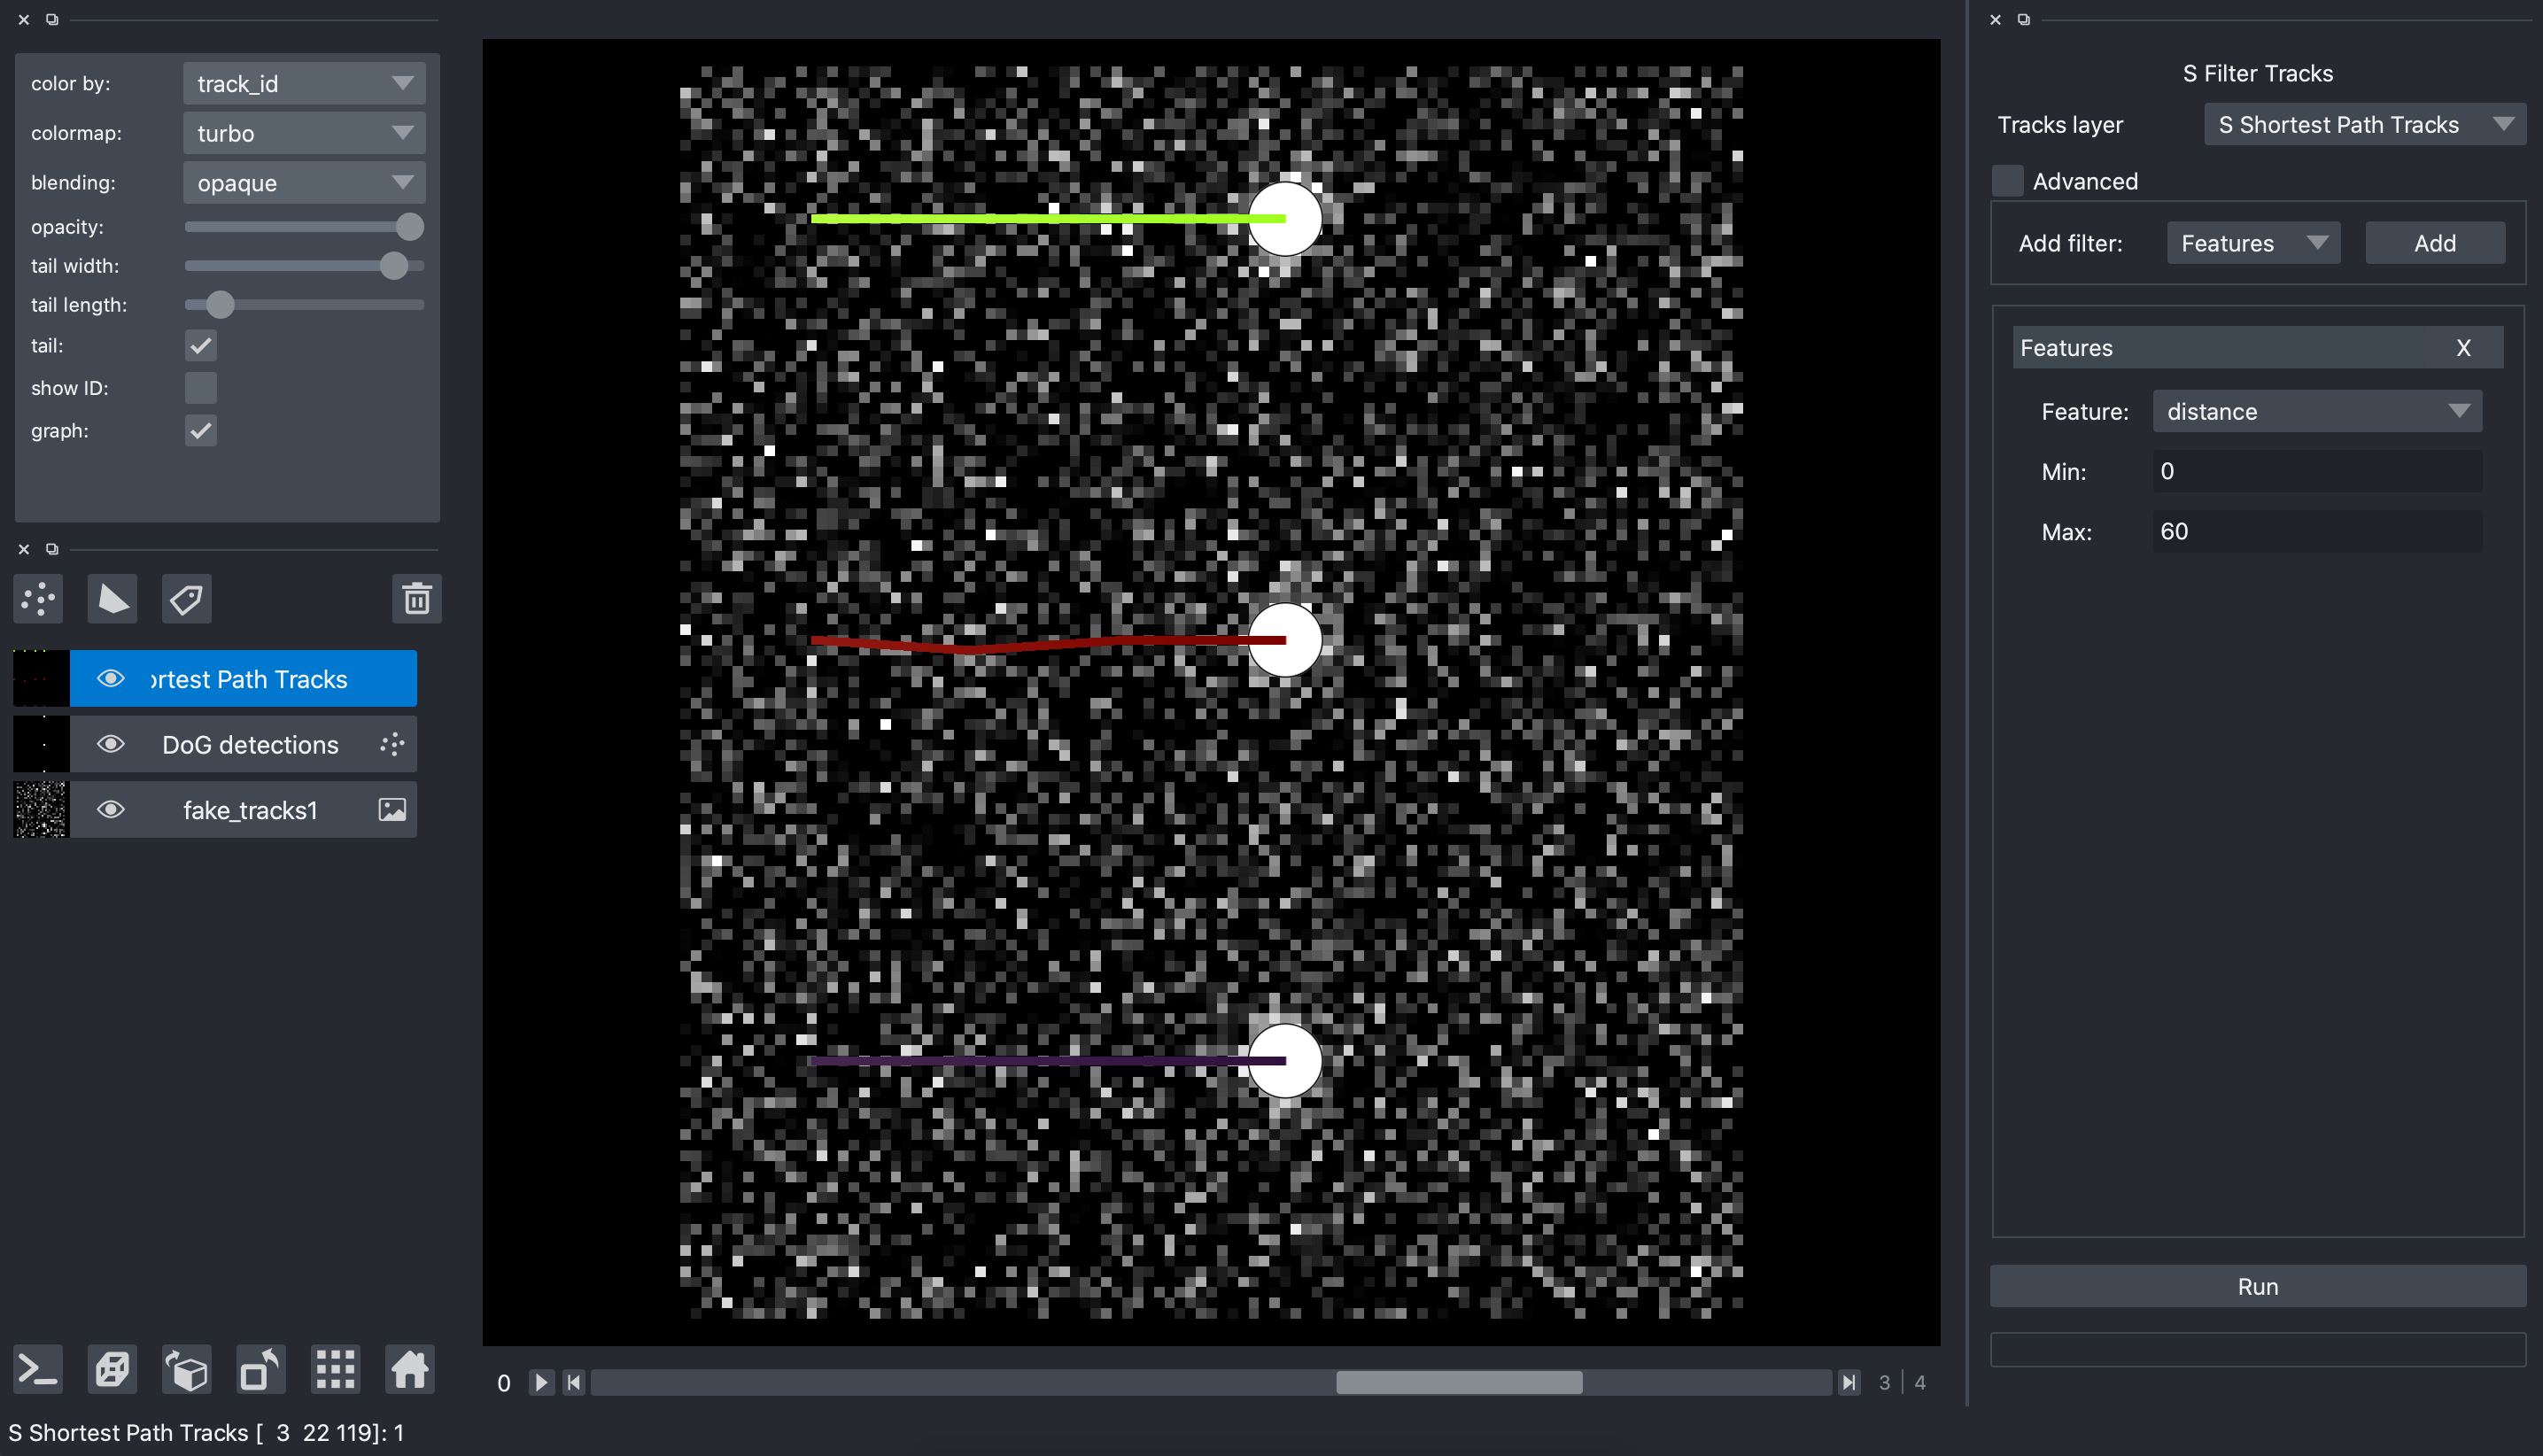 color by: track_id
colormap: turbo
blending: opaque
opacity:
tail width:
tail length:
tail:
show ID:
graph:
ortest Path Tracks
DoG detections
fake_tracks1
0
3 | 4
S Shortest Path Tracks [ 3 22 119]: 1
S Filter Tracks
Tracks layer S Shortest Path Tracks
Advanced
Add filter: Features Add
Features X
Feature: distance
Min: 0
Max: 60
Run